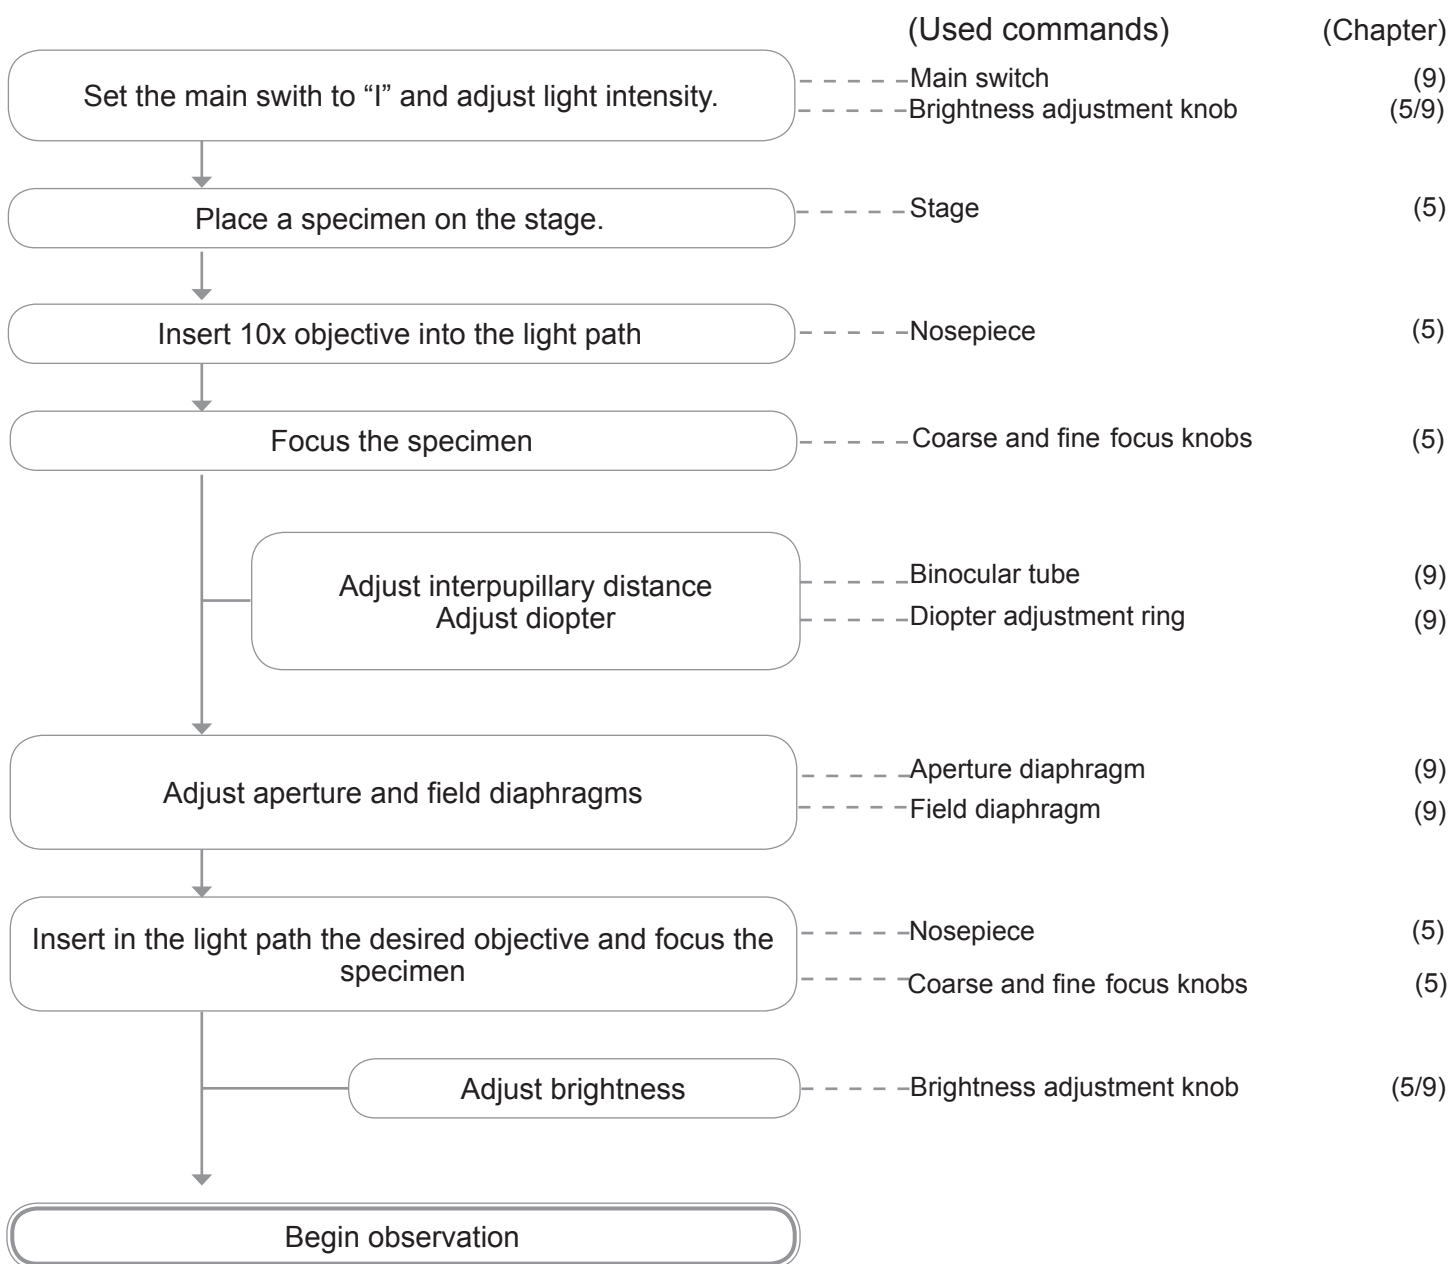 (Used commands) (Chapter)
Set the main swith to “I” and adjust light intensity.
Main switch (9)
Brightness adjustment knob (5/9)
Place a specimen on the stage.
Stage (5)
Insert 10x objective into the light path
Nosepiece (5)
Focus the specimen
Coarse and fine focus knobs (5)
Adjust interpupillary distance
Adjust diopter
Binocular tube (9)
Diopter adjustment ring (9)
Adjust aperture and field diaphragms
Aperture diaphragm (9)
Field diaphragm (9)
Insert in the light path the desired objective and focus the
specimen
Nosepiece (5)
Coarse and fine focus knobs (5)
Adjust brightness
Brightness adjustment knob (5/9)
Begin observation